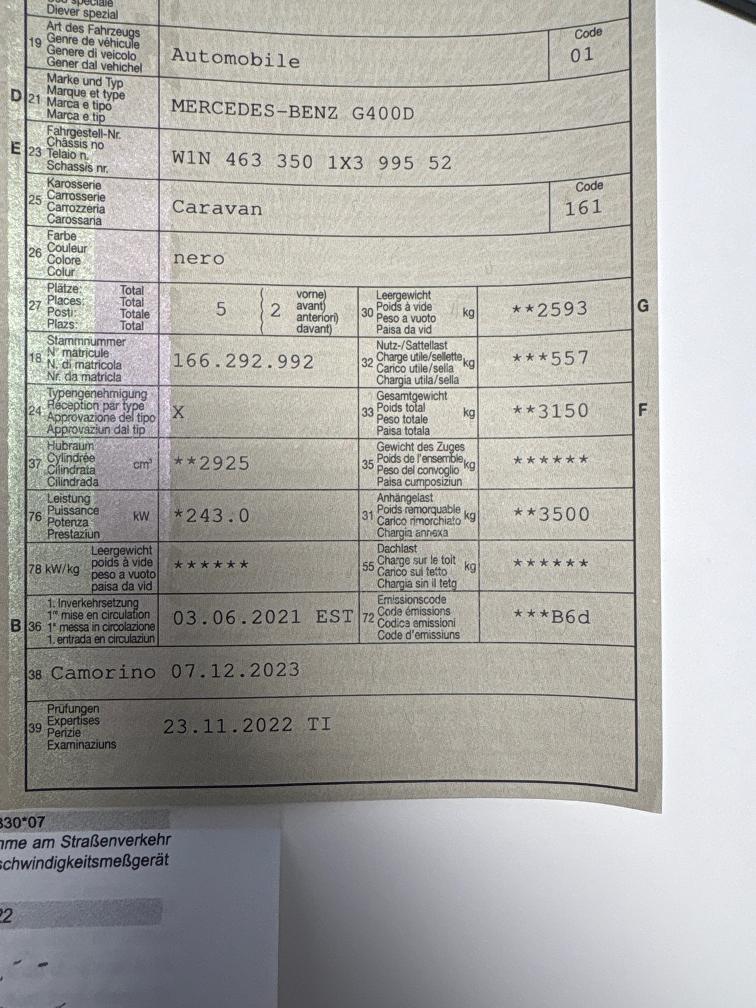 Diever spezial
19 Art des Fahrzeugs
Genre de véhicule
Genere di veicolo
Gener dal vehichel
Automobile
Code
01
D 21 Marke und Typ
Marque et type
Marca e tipo
Marca e tip
MERCEDES-BENZ G400D
E 23 Fahrgestell-Nr.
Châssis no
Telaio n.
Schassis nr.
W1N 463 350 1X3 995 52
25 Karosserie
Carrosserie
Carrozzeria
Carossaria
Caravan
Code
161
26 Farbe
Couleur
Colore
Colur
nero
27 Plätze: Total
Places: Total
Posti: Totale
Plazs: Total
5 2 vorne)
avant)
anteriori)
davant)
30 Leergewicht
Poids à vide
Peso a vuoto
Paisa da vid
kg **2593 G
18 Stammnummer
N° matricule
N. di matricola
Nr. da matricla
166.292.992
32 Nutz-/Sattellast
Charge utile/sellette
Carico utile/sella
Chargia utila/sella
kg ***557
24 Typengenehmigung
Réception par type
Approvazione del tipo
Approvaziun dal tip
X
33 Gesamtgewicht
Poids total
Peso totale
Paisa totala
kg **3150 F
37 Hubraum
Cylindrée
Cilindrata
Cilindrada
cm³ **2925
35 Gewicht des Zuges
Poids de l'ensemble
Peso del convoglio
Paisa cumposiziun
kg ******
76 Leistung
Puissance
Potenza
Prestaziun
kW *243.0
31 Anhängelast
Poids remorquable
Carico rimorchiato
Chargia annexa
kg **3500
78 kW/kg Leergewicht
poids à vide
peso a vuoto
paisa da vid
******
55 Dachlast
Charge sur le toit
Carico sul tetto
Chargia sin il tetg
kg ******
B 36 1. Inverkehrsetzung
1re mise en circulation
1a messa in circolazione
1. entrada en circulaziun
03.06.2021 EST
72 Emissionscode
Code émissions
Codice emissioni
Code d'emissiuns
***B6d
38 Camorino 07.12.2023
39 Prüfungen
Expertises
Perizie
Examinaziuns
23.11.2022 TI
330*07
me am Straßenverkehr
schwindigkeitsmeßgerät
22